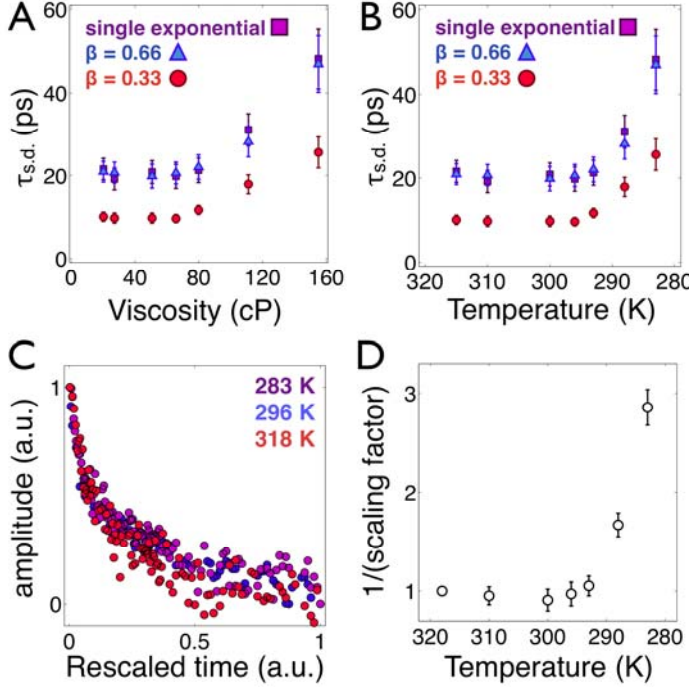 A
single exponential
β = 0.66
β = 0.33
60
40
20
0
τs.d. (ps)
0 40 80 120 160
Viscosity (cP)
B
single exponential
β = 0.66
β = 0.33
60
40
20
0
τs.d. (ps)
320 310 300 290 280
Temperature (K)
C
283 K
296 K
318 K
1
0
amplitude (a.u.)
0 0.5 1
Rescaled time (a.u.)
D
3
2
1
1/(scaling factor)
320 310 300 290 280
Temperature (K)